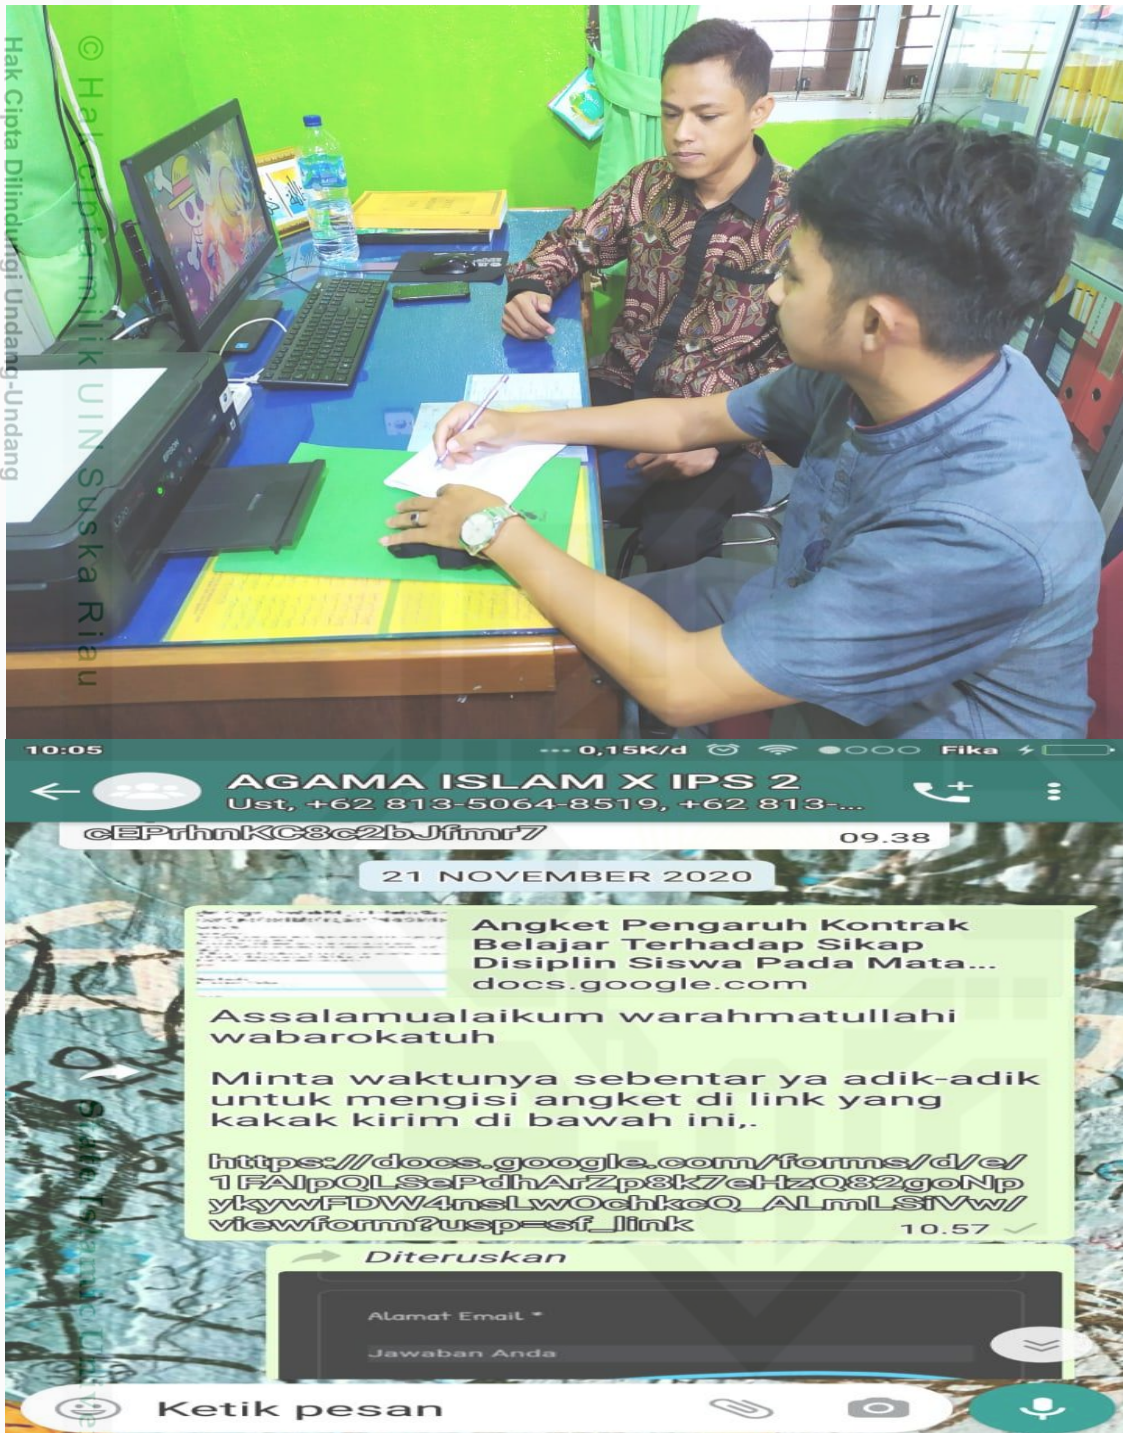 © Hak cipta milik UIN Suska Riau
Hak Cipta Dilindungi Undang-Undang
EPSON
10:05
0,15K/d
Fika
AGAMA ISLAM X IPS 2
Ust, +62 813-5064-8519, +62 813-...
cEPrhnKC8c2bJfmr7
09.38
21 NOVEMBER 2020
Angket Pengaruh Kontrak
Belajar Terhadap Sikap
Disiplin Siswa Pada Mata...
docs.google.com
Assalamualaikum warahmatullahi
wabarokatuh
Minta waktunya sebentar ya adik-adik
untuk mengisi angket di link yang
kakak kirim di bawah ini,.
https://docs.google.com/forms/d/e/
1FAIpQLSePdhArZp8k7eHzQ82goNp
ykywFDW4nsLwOchkcQ_ALmLSiVw/
viewform?usp=sf_link
10.57
Diteruskan
Alamat Email *
Jawaban Anda
State Islamic Unive
Ketik pesan